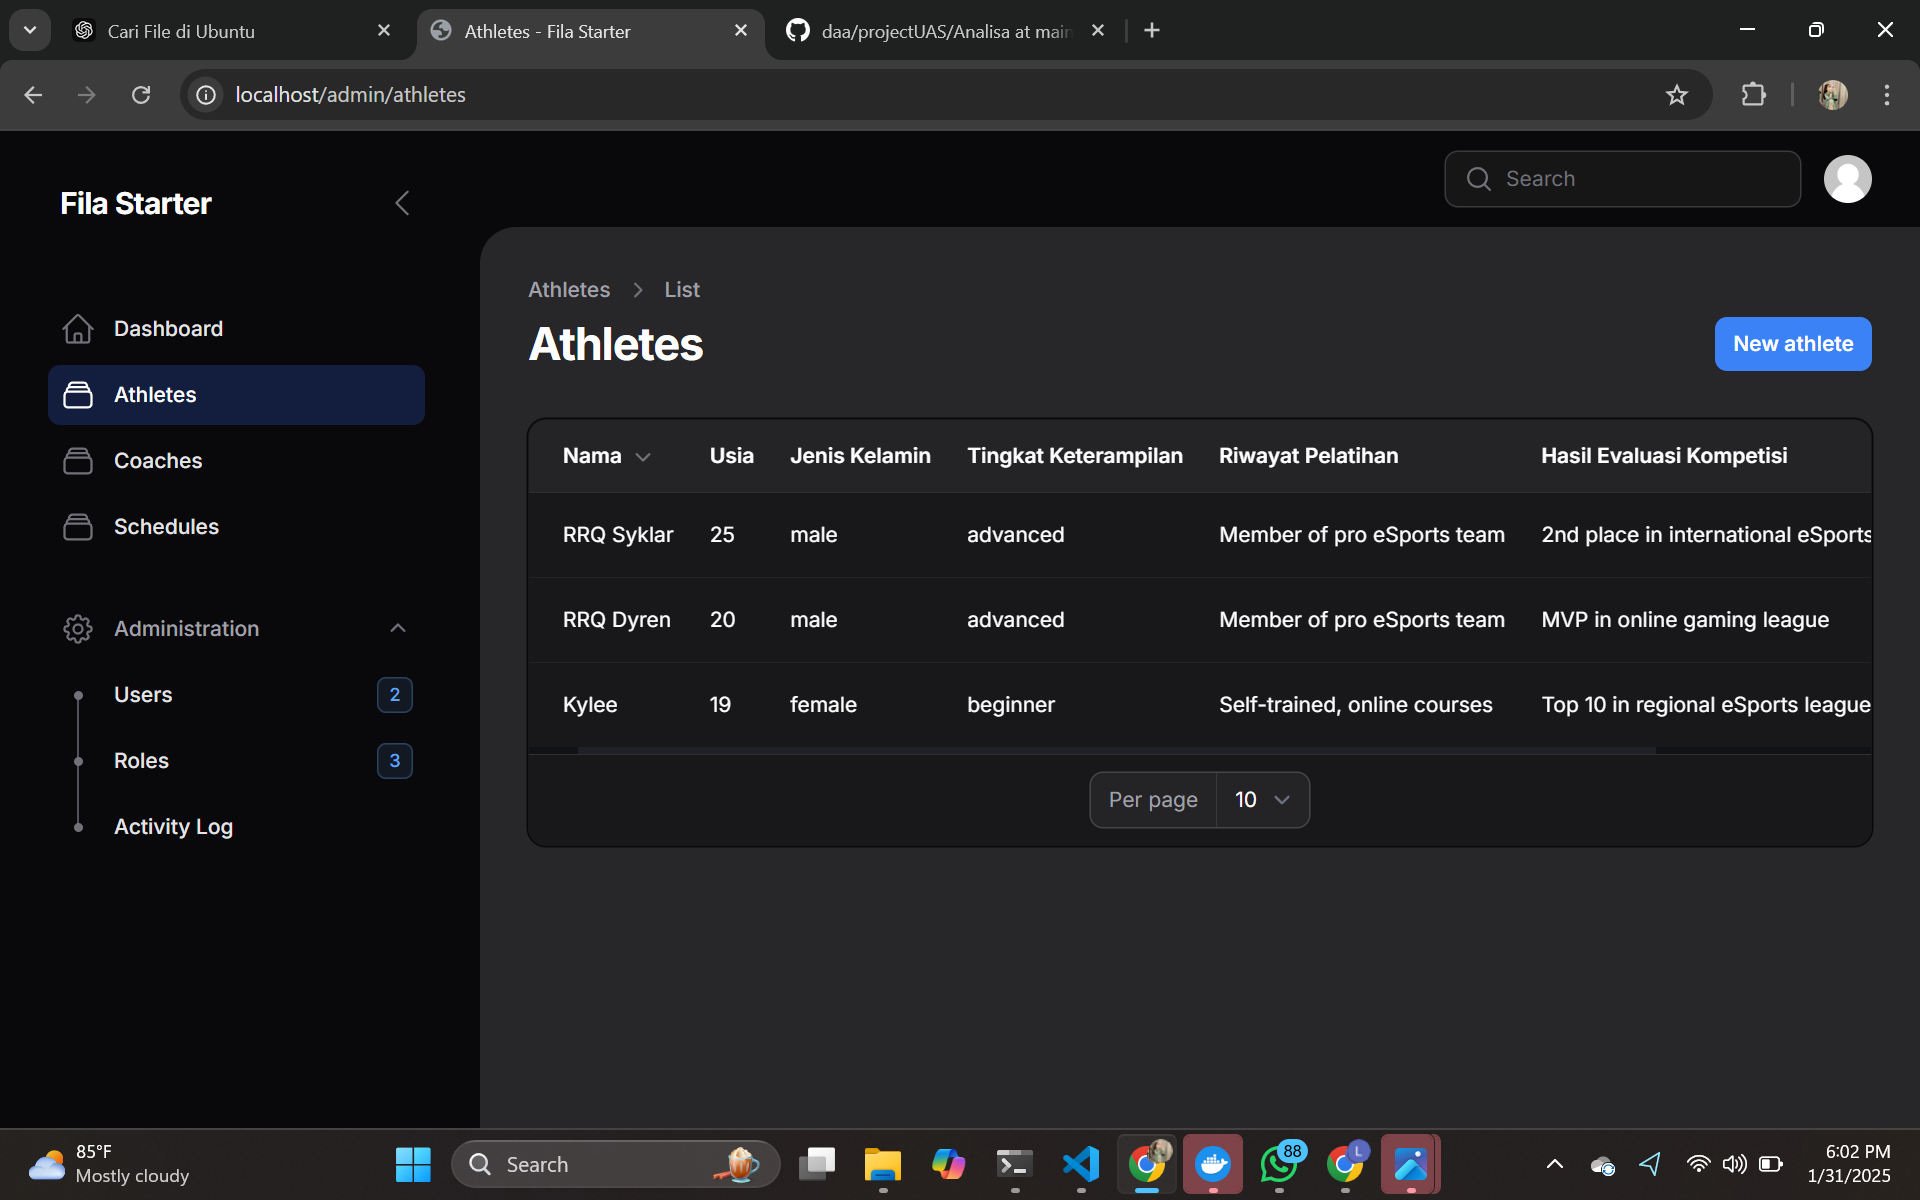 Cari File di Ubuntu
Athletes - Fila Starter
daa/projectUAS/Analisa at main
localhost/admin/athletes
Fila Starter
Search
Dashboard
Athletes
Coaches
Schedules
Administration
Users 2
Roles 3
Activity Log
Athletes > List
Athletes
New athlete
Nama Usia Jenis Kelamin Tingkat Keterampilan Riwayat Pelatihan Hasil Evaluasi Kompetisi
RRQ Syklar 25 male advanced Member of pro eSports team 2nd place in international eSports
RRQ Dyren 20 male advanced Member of pro eSports team MVP in online gaming league
Kylee 19 female beginner Self-trained, online courses Top 10 in regional eSports league
Per page 10
85°F
Mostly cloudy
Search
88
L
6:02 PM
1/31/2025